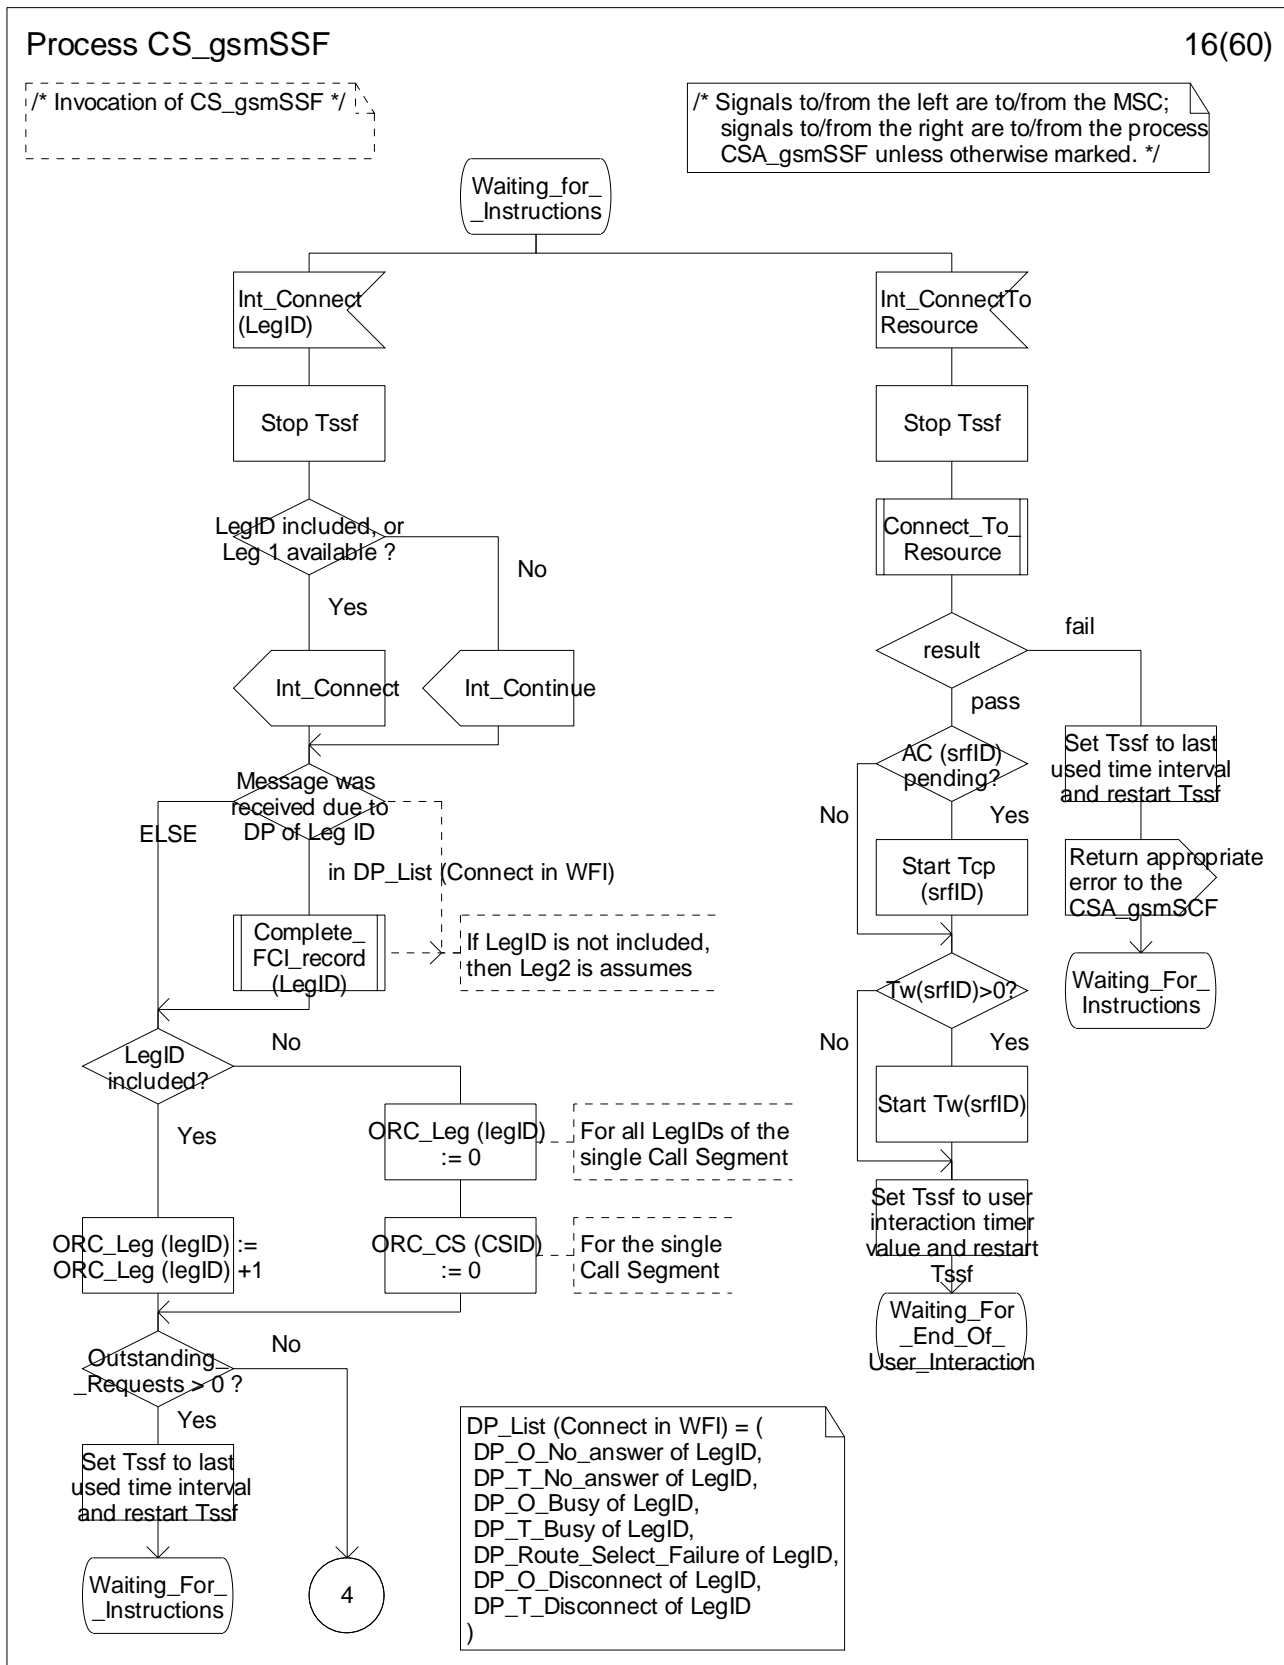 Process CS_gsmSSF
16(60)
/* Invocation of CS_gsmSSF */
/* Signals to/from the left are to/from the MSC;
signals to/from the right are to/from the process
CSA_gsmSSF unless otherwise marked. */
Waiting_for_
_Instructions
Int_Connect
(LegID)
Stop Tssf
LegID included, or
Leg 1 available ?
No
Yes
Int_Connect
Int_Continue
Message was
received due to
DP of Leg ID
ELSE
in DP_List (Connect in WFI)
Complete_
FCI_record
(LegID)
If LegID is not included,
then Leg2 is assumes
LegID
included?
No
Yes
ORC_Leg (legID)
:= 0
For all LegIDs of the
single Call Segment
ORC_Leg (legID) :=
ORC_Leg (legID) +1
ORC_CS (CSID)
:= 0
For the single
Call Segment
Outstanding_
_Requests > 0 ?
No
Yes
Set Tssf to last
used time interval
and restart Tssf
Waiting_For_
_Instructions
4
Int_ConnectTo
Resource
Stop Tssf
Connect_To_
Resource
result
fail
pass
AC (srfID)
pending?
No
Yes
Start Tcp
(srfID)
Set Tssf to last
used time interval
and restart Tssf
Return appropriate
error to the
CSA_gsmSCF
Waiting_For_
Instructions
Tw(srfID)>0?
No
Yes
Start Tw(srfID)
Set Tssf to user
interaction timer
value and restart
Tssf
Waiting_For
_End_Of_
User_Interaction
DP_List (Connect in WFI) = (
DP_O_No_answer of LegID,
DP_T_No_answer of LegID,
DP_O_Busy of LegID,
DP_T_Busy of LegID,
DP_Route_Select_Failure of LegID,
DP_O_Disconnect of LegID,
DP_T_Disconnect of LegID
)